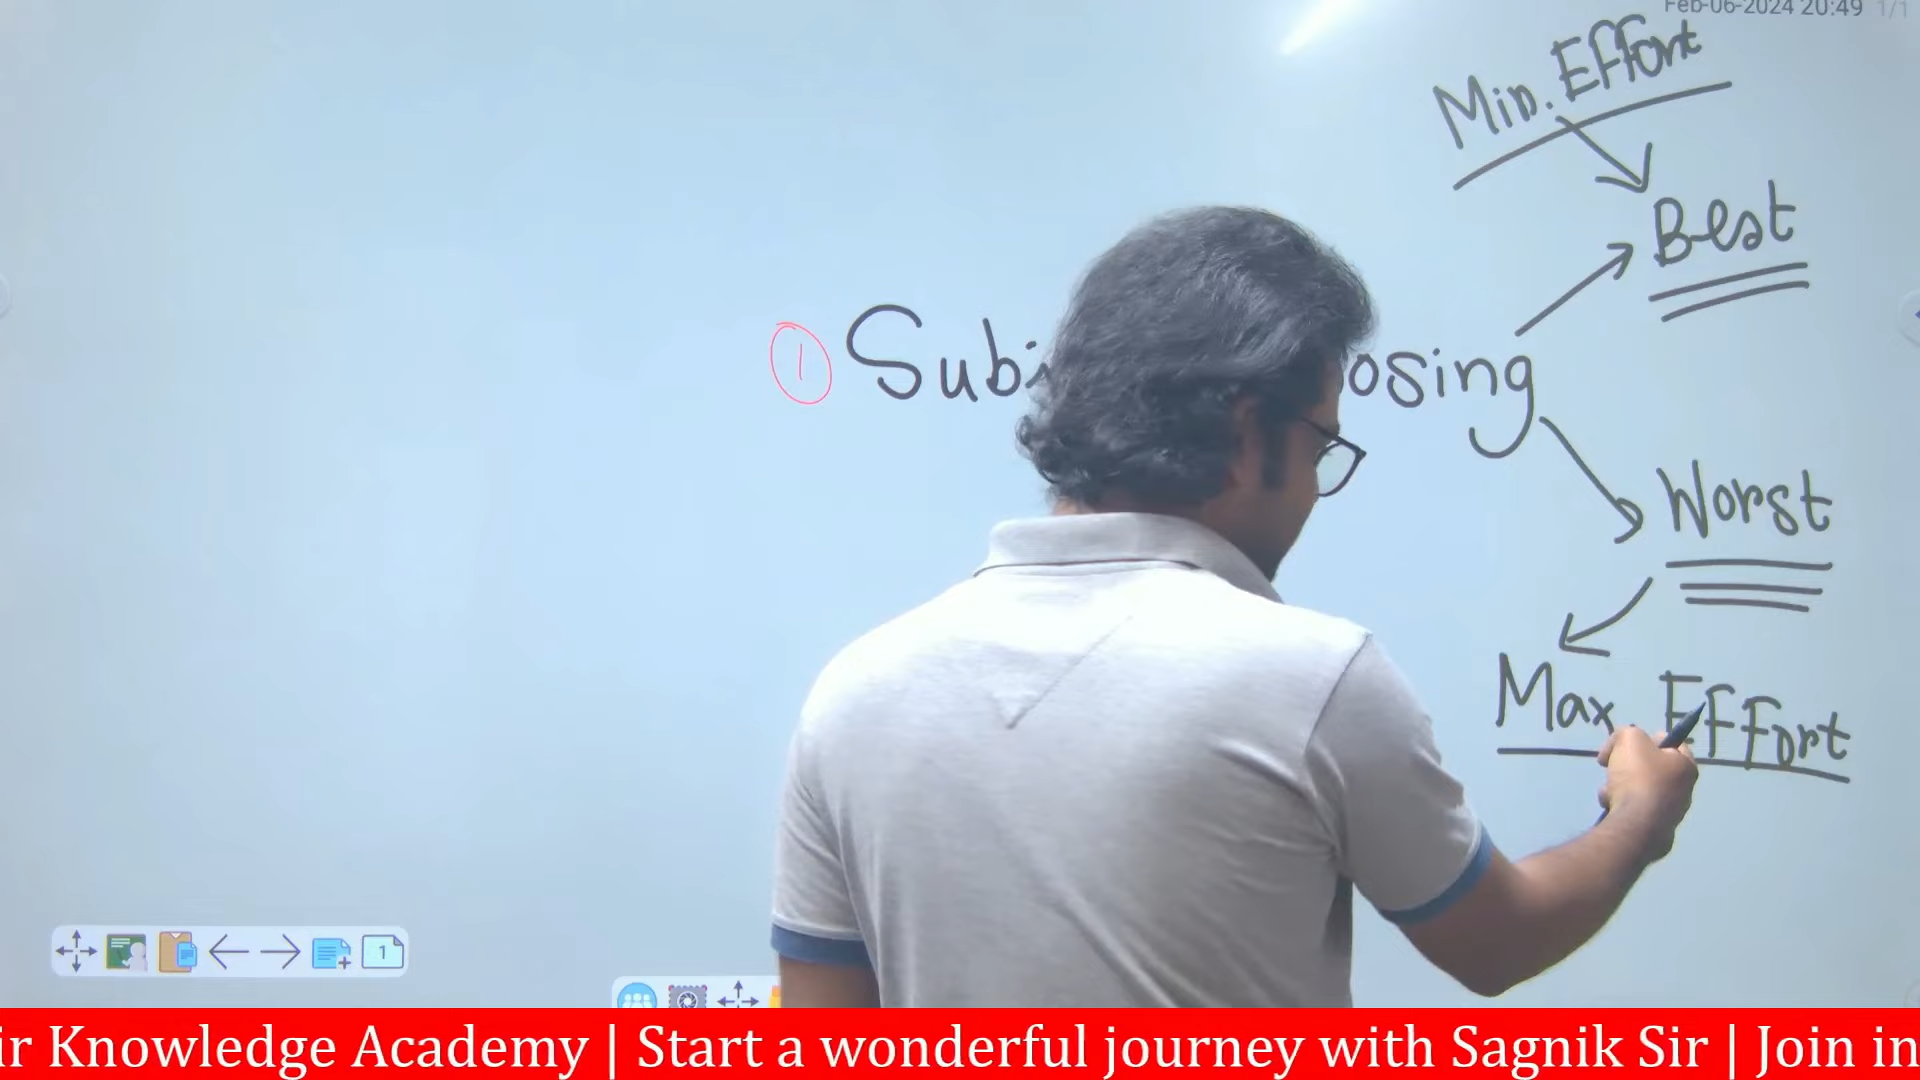 Feb-06-2024 20:49 1/1
Min. Effort
Best
① Sub osing
Worst
Max. Effort
1
ir Knowledge Academy | Start a wonderful journey with Sagnik Sir | Join in